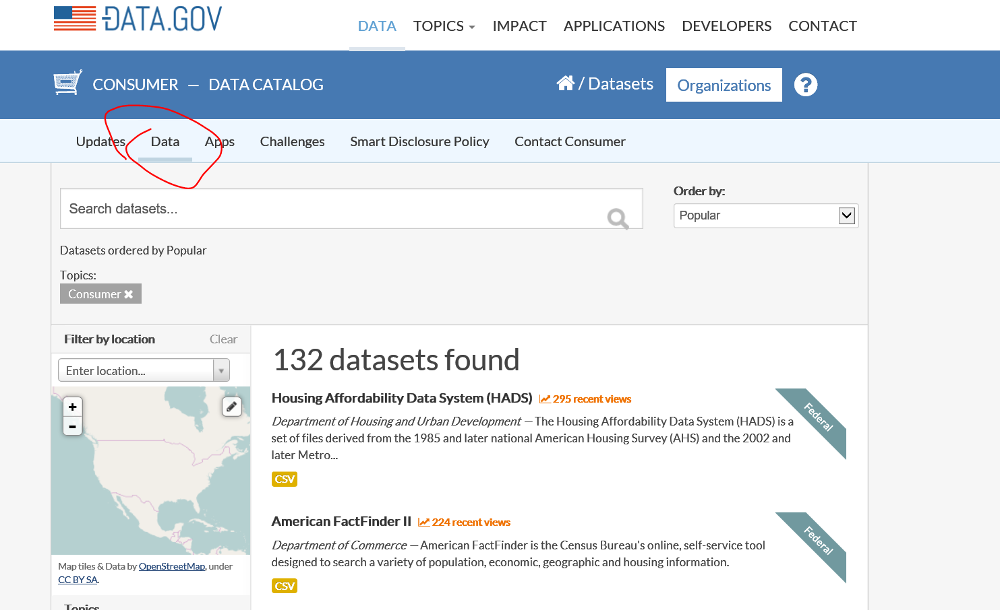 DATA.GOV
DATA TOPICS IMPACT APPLICATIONS DEVELOPERS CONTACT
CONSUMER — DATA CATALOG
/ Datasets Organizations ?
Updates Data Apps Challenges Smart Disclosure Policy Contact Consumer
Search datasets...
Order by:
Popular
Datasets ordered by Popular
Topics:
Consumer ✖
Filter by location Clear
Enter location...
+
-
Map tiles & Data by OpenStreetMap, under
CC BY SA.
Topics
132 datasets found
Housing Affordability Data System (HADS) 295 recent views
Federal
Department of Housing and Urban Development — The Housing Affordability Data System (HADS) is a
set of files derived from the 1985 and later national American Housing Survey (AHS) and the 2002 and
later Metro...
CSV
American FactFinder II 224 recent views
Federal
Department of Commerce — American FactFinder is the Census Bureau's online, self-service tool
designed to search a variety of population, economic, geographic and housing information.
CSV